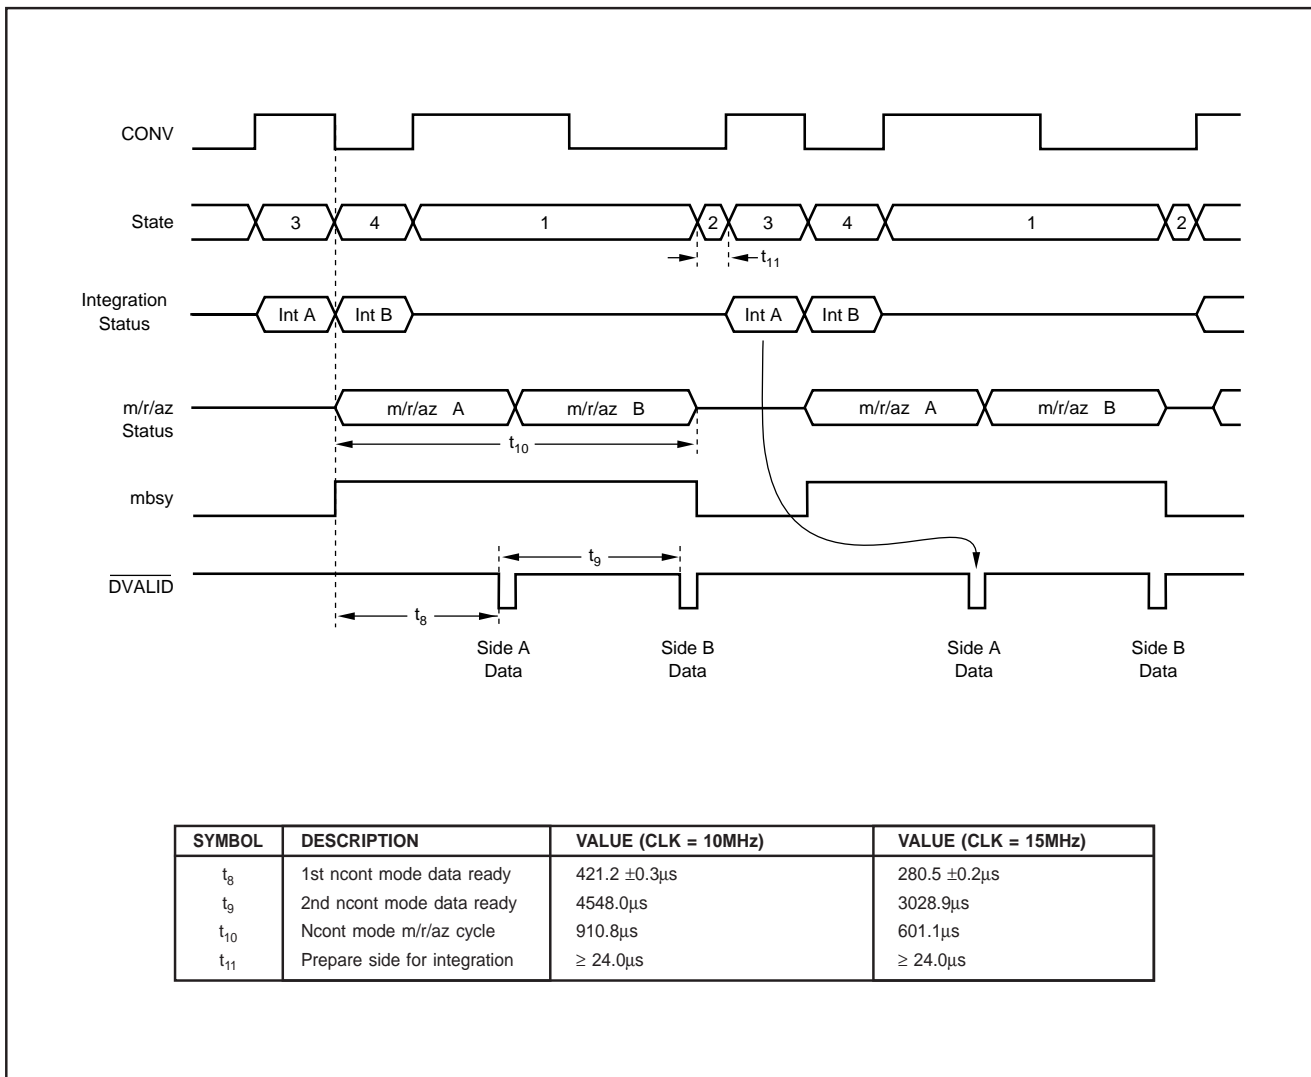 CONV
State
3
4
1
2
3
4
1
2
t11
Integration
Status
Int A
Int B
Int A
Int B
m/r/az
Status
m/r/az A
m/r/az B
m/r/az A
m/r/az B
t10
mbsy
t9
DVALID
t8
Side A
Data
Side B
Data
Side A
Data
Side B
Data
SYMBOL DESCRIPTION VALUE (CLK = 10MHz) VALUE (CLK = 15MHz)
t8 1st ncont mode data ready 421.2 ±0.3µs 280.5 ±0.2µs
t9 2nd ncont mode data ready 4548.0µs 3028.9µs
t10 Ncont mode m/r/az cycle 910.8µs 601.1µs
t11 Prepare side for integration ≥ 24.0µs ≥ 24.0µs